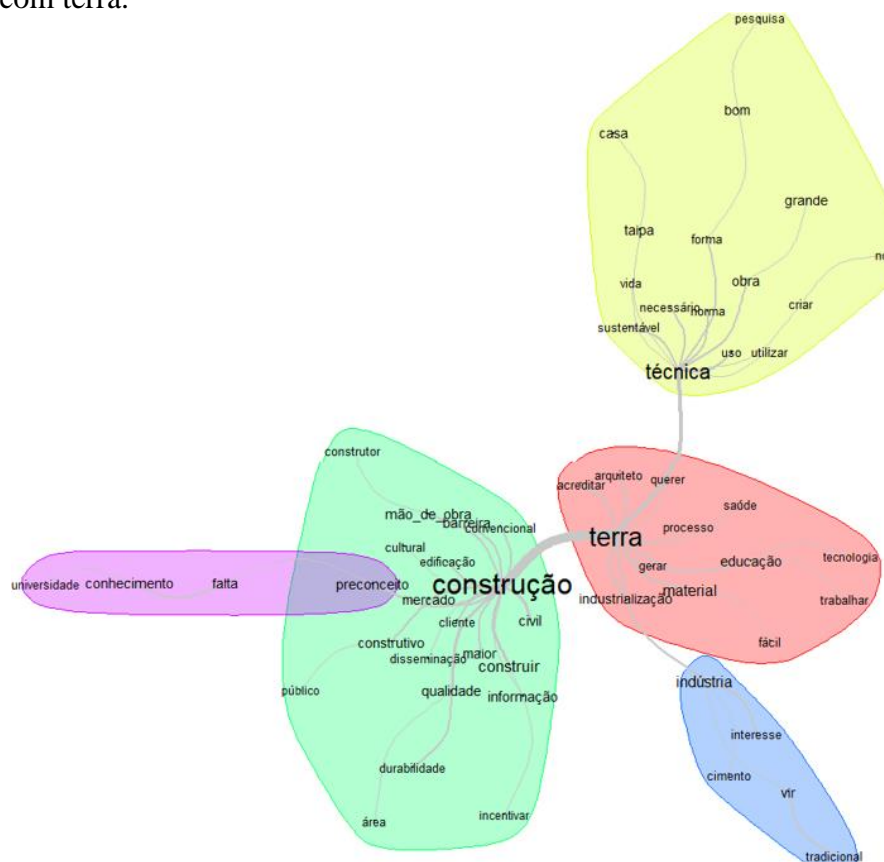 com terra.
pesquisa
bom
casa
grande
taipa
forma
vida
obra
necessário
norma
criar
sustentável
uso
utilizar
técnica
construtor
arquiteto
querer
acreditar
saúde
mão_de_obra
barreira
convencional
processo
terra
cultural
edificação
gerar
educação
tecnologia
universidade
conhecimento
falta
preconceito
construção
material
mercado
industrialização
trabalhar
cliente
civil
construtivo
maior
fácil
disseminação
construir
indústria
público
qualidade
informação
interesse
durabilidade
cimento
vir
área
incentivar
tradicional